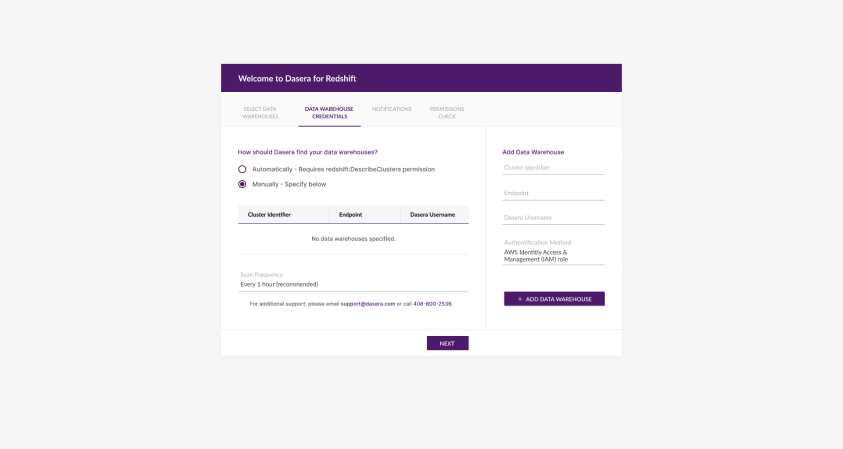 Welcome to Dasera for Redshift
SELECT DATA
WAREHOUSES
DATA WAREHOUSE
CREDENTIALS
NOTIFICATIONS
PERMISSIONS
CHECK
How should Dasera find your data warehouses?
Automatically - Requires redshift:DescribeClusters permission
Manually - Specify below
Cluster Identifier
Endpoint
Dasera Username
No data warehouses specified.
Scan Frequency
Every 1 hour (recommended)
For additional support, please email support@dasera.com or call 408-800-2536.
Add Data Warehouse
Cluster Identifier
Endpoint
Dasera Username
Authentification Method
AWS Identity Access &
Management (IAM) role
+ ADD DATA WAREHOUSE
NEXT